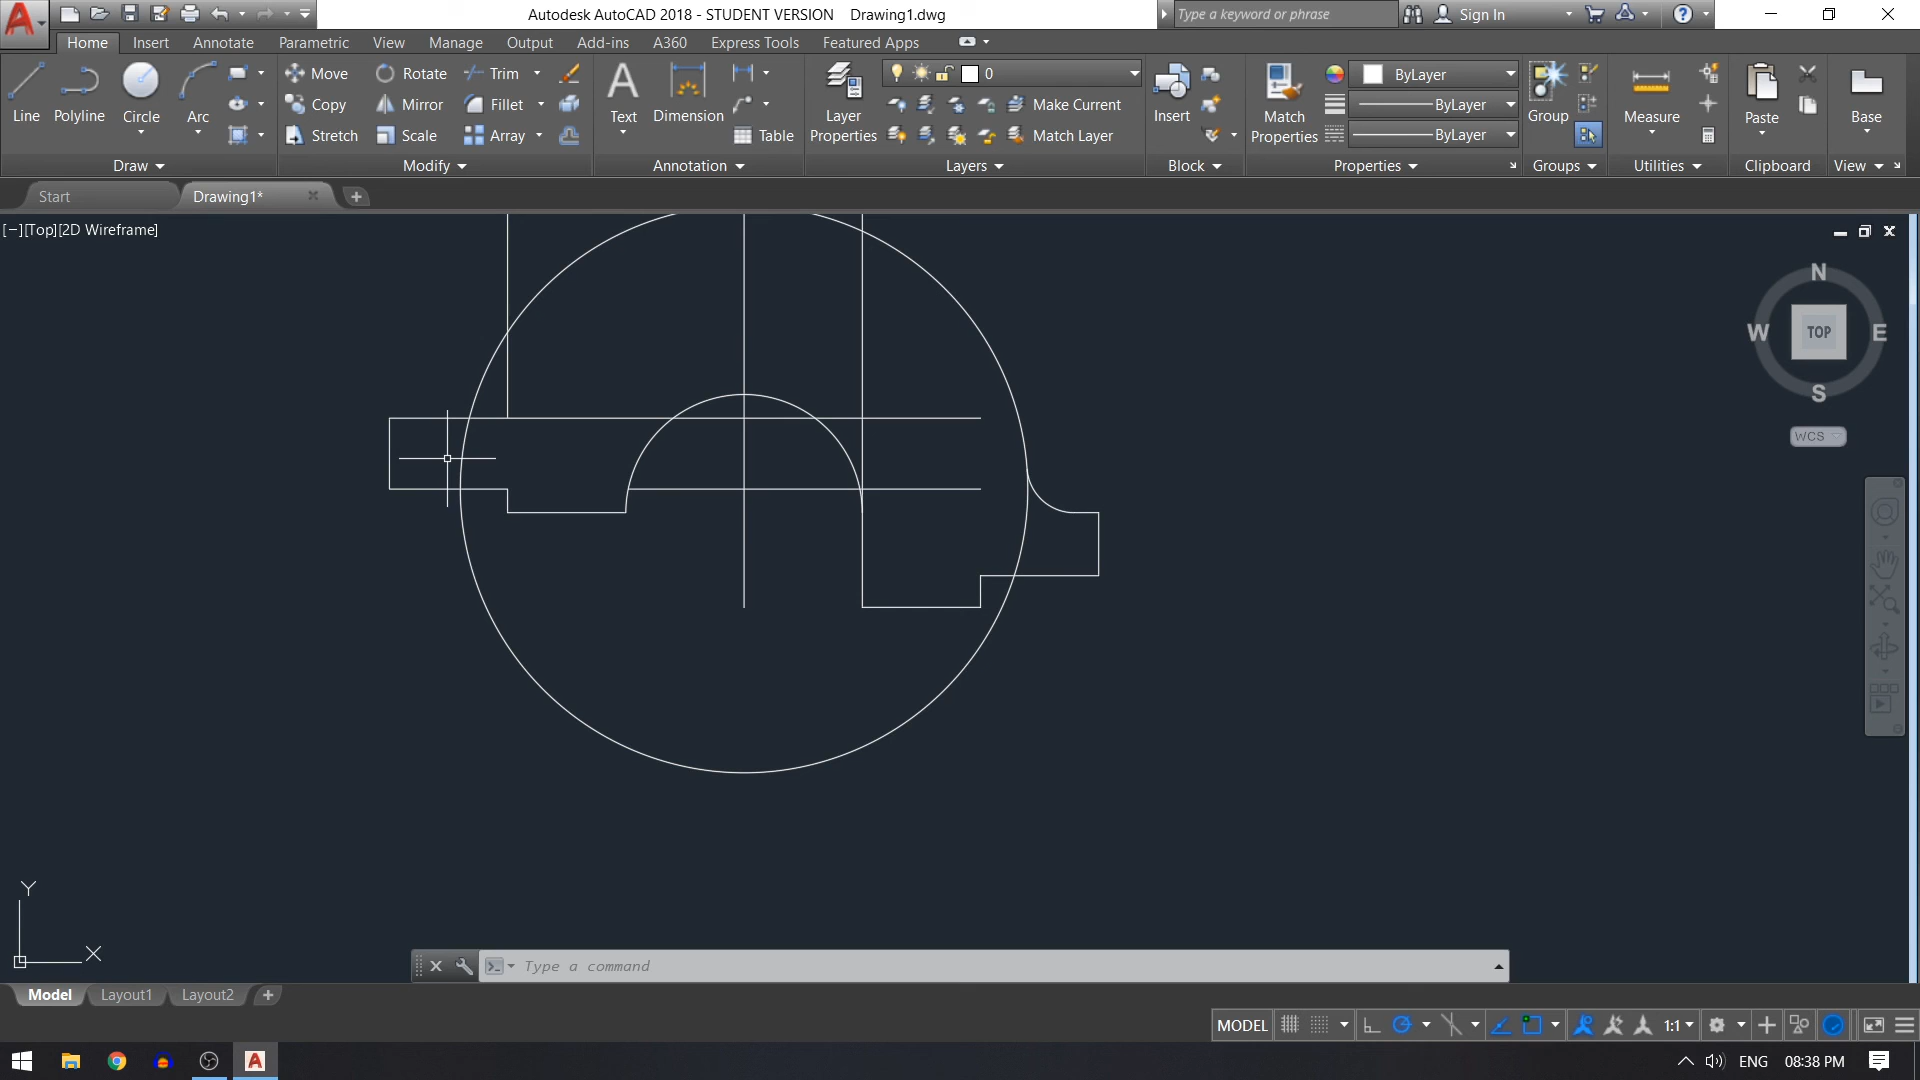 Autodesk AutoCAD 2018 - STUDENT VERSION Drawing1.dwg
Type a keyword or phrase
Sign In
Home Insert Annotate Parametric View Manage Output Add-ins A360 Express Tools Featured Apps
Line Polyline Circle Arc
Move Rotate Trim
Copy Mirror Fillet
Stretch Scale Array
Text Dimension
Table
Layer Properties
0
Make Current
Match Layer
Insert
Match Properties
ByLayer
ByLayer
ByLayer
Group
Measure
Paste
Base
Draw Modify Annotation Layers Block Properties Groups Utilities Clipboard View
Start Drawing1*
[−][Top][2D Wireframe]
N
W TOP E
S
WCS
Y
X
Type a command
Model Layout1 Layout2
MODEL 1:1
ENG 08:38 PM